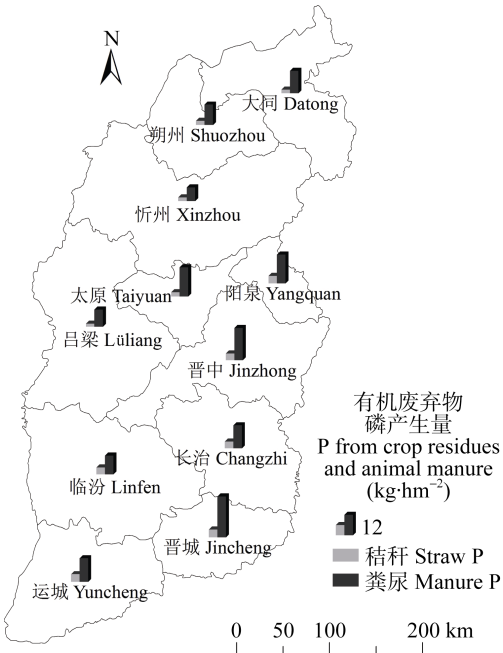 N
大同 Datong
朔州 Shuozhou
忻州 Xinzhou
太原 Taiyuan
阳泉 Yangquan
吕梁 Lüliang
晋中 Jinzhong
长治 Changzhi
临汾 Linfen
晋城 Jincheng
运城 Yuncheng
有机废弃物
磷产生量
P from crop residues
and animal manure
(kg·hm⁻²)
12
秸秆 Straw P
粪尿 Manure P
0 50 100 200 km